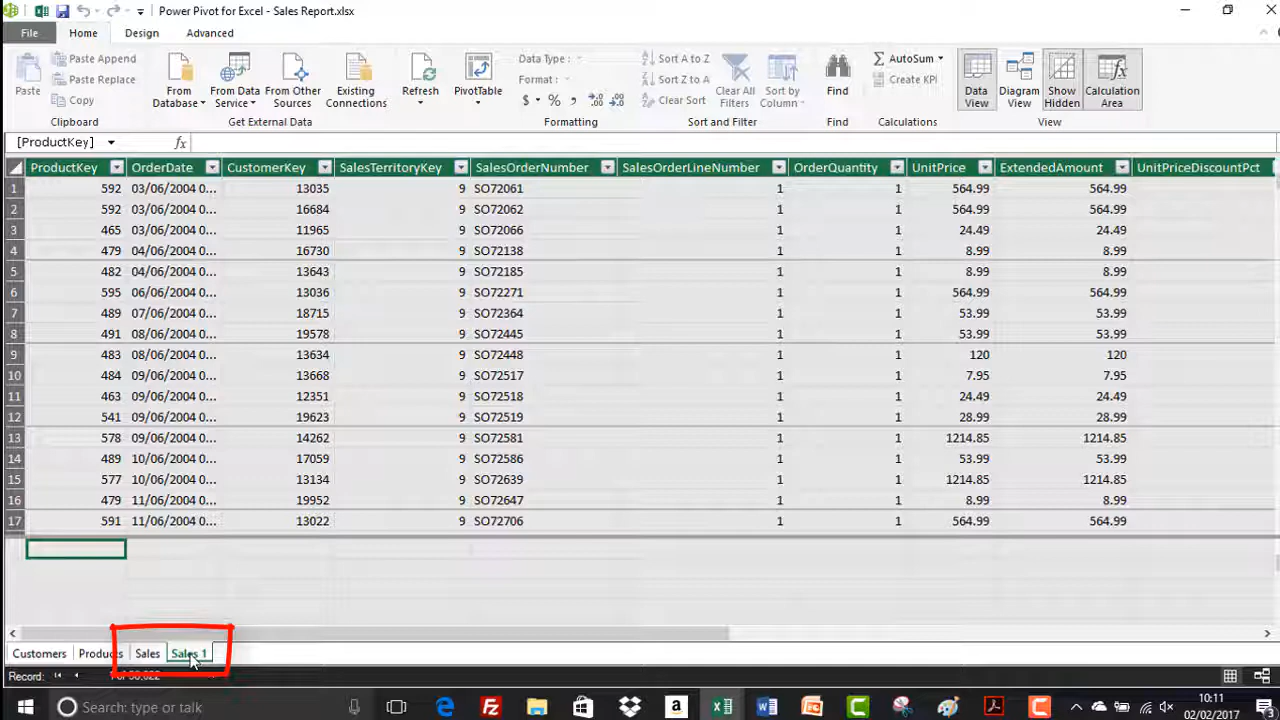 Power Pivot for Excel - Sales Report.xlsx
File Home Design Advanced
Paste
Paste Append
Paste Replace
Copy
Clipboard
From Database
From Data Service
From Other Sources
Existing Connections
Get External Data
Refresh
PivotTable
Data Type :
Format :
$ % ,
Formatting
Sort A to Z
Sort Z to A
Clear Sort
Clear All Filters
Sort by Column
Sort and Filter
Find
Find
AutoSum
Create KPI
Calculations
Data View
Diagram View
Show Hidden
Calculation Area
View
[ProductKey] fx
ProductKey OrderDate CustomerKey SalesTerritoryKey SalesOrderNumber SalesOrderLineNumber OrderQuantity UnitPrice ExtendedAmount UnitPriceDiscountPct
1 592 03/06/2004 0... 13035 9 SO72061 1 1 564.99 564.99
2 592 03/06/2004 0... 16684 9 SO72062 1 1 564.99 564.99
3 465 03/06/2004 0... 11965 9 SO72066 1 1 24.49 24.49
4 479 04/06/2004 0... 16730 9 SO72138 1 1 8.99 8.99
5 482 04/06/2004 0... 13643 9 SO72185 1 1 8.99 8.99
6 595 06/06/2004 0... 13036 9 SO72271 1 1 564.99 564.99
7 489 07/06/2004 0... 18715 9 SO72364 1 1 53.99 53.99
8 491 08/06/2004 0... 19578 9 SO72445 1 1 53.99 53.99
9 483 08/06/2004 0... 13634 9 SO72448 1 1 120 120
10 484 09/06/2004 0... 13668 9 SO72517 1 1 7.95 7.95
11 463 09/06/2004 0... 12351 9 SO72518 1 1 24.49 24.49
12 541 09/06/2004 0... 19623 9 SO72519 1 1 28.99 28.99
13 578 09/06/2004 0... 14262 9 SO72581 1 1 1214.85 1214.85
14 489 10/06/2004 0... 17059 9 SO72586 1 1 53.99 53.99
15 577 10/06/2004 0... 13134 9 SO72639 1 1 1214.85 1214.85
16 479 11/06/2004 0... 19952 9 SO72647 1 1 8.99 8.99
17 591 11/06/2004 0... 13022 9 SO72706 1 1 564.99 564.99
Customers Products Sales Sales 1
Record:
Search: type or talk
10:11
02/02/2017